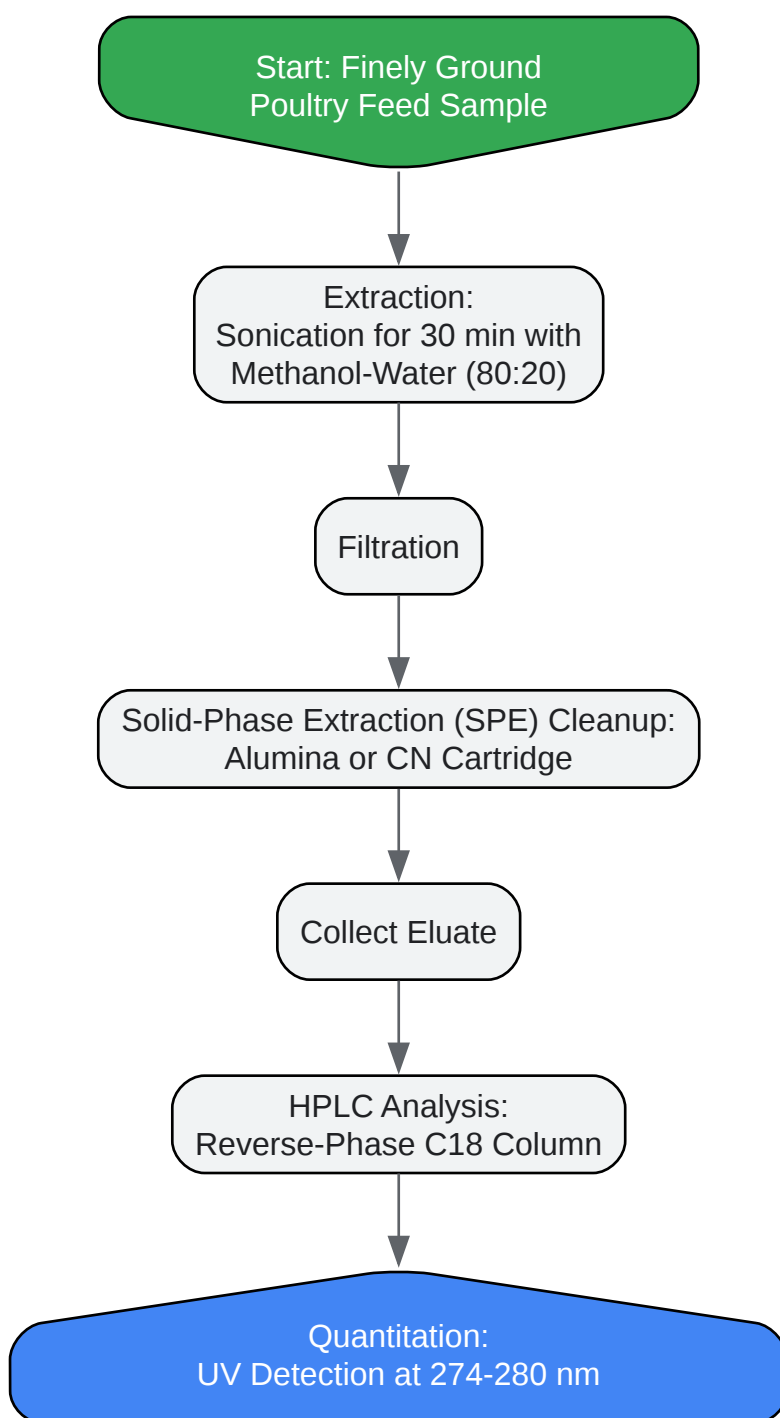 Start: Finely Ground
Poultry Feed Sample
Extraction:
Sonication for 30 min with
Methanol-Water (80:20)
Filtration
Solid-Phase Extraction (SPE) Cleanup:
Alumina or CN Cartridge
Collect Eluate
HPLC Analysis:
Reverse-Phase C18 Column
Quantitation:
UV Detection at 274-280 nm